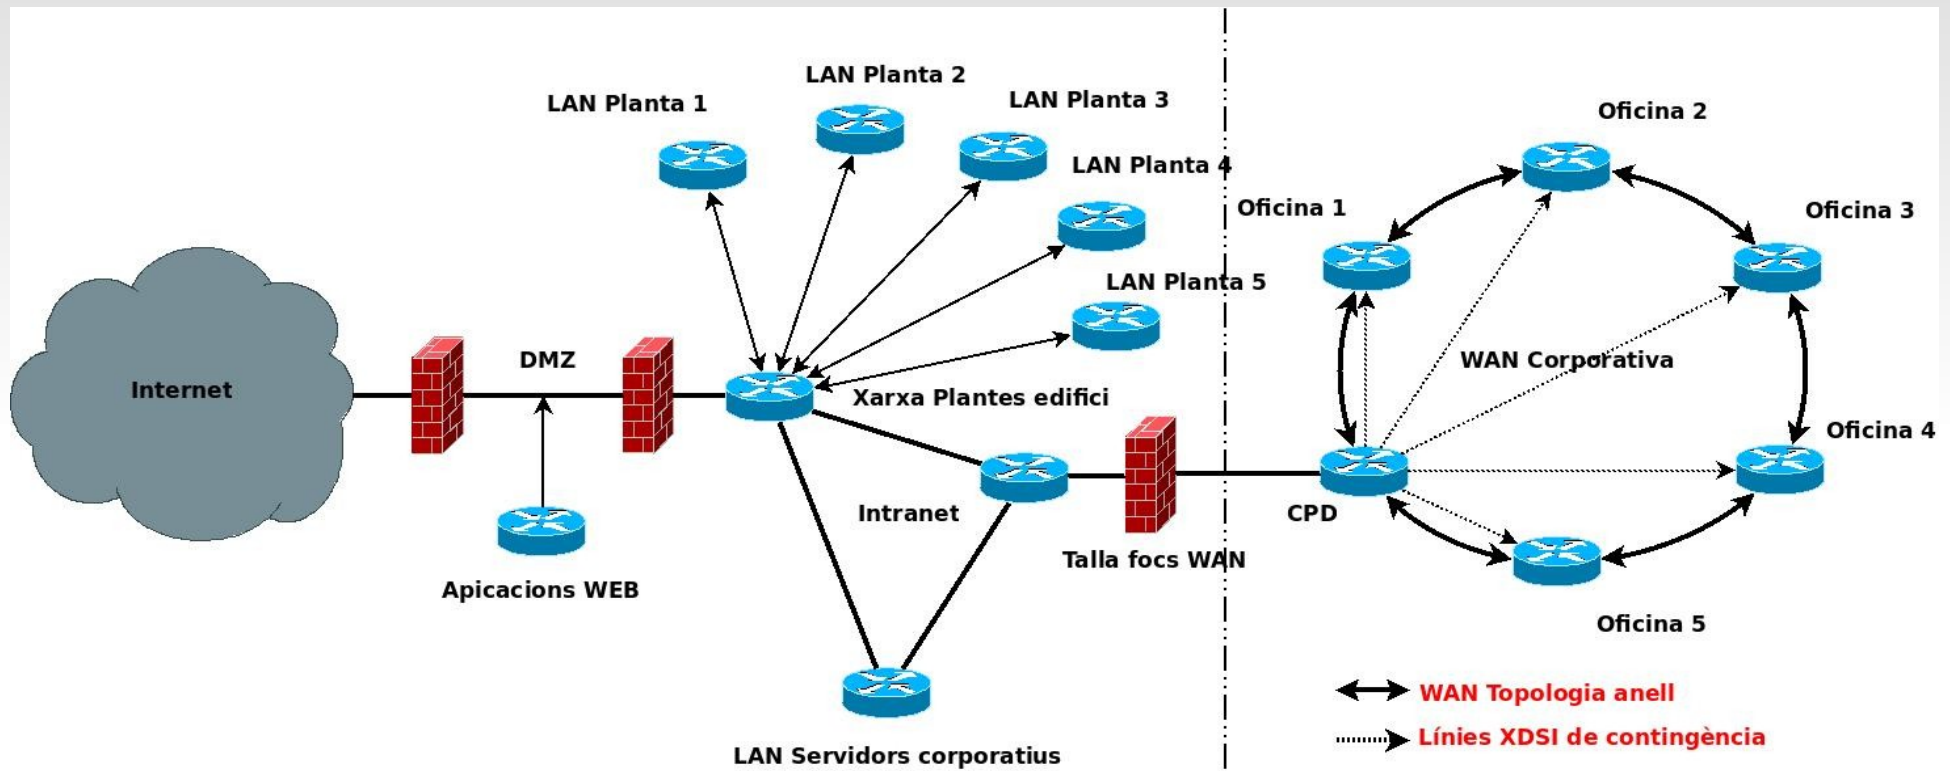 LAN Planta 1
LAN Planta 2
LAN Planta 3
LAN Planta 4
LAN Planta 5
Oficina 1
Oficina 2
Oficina 3
Internet
DMZ
Xarxa Plantes edifici
WAN Corporativa
Oficina 4
Intranet
CPD
Talla focs WAN
Apicacions WEB
Oficina 5
WAN Topologia anell
Línies XDSI de contingència
LAN Servidors corporatius